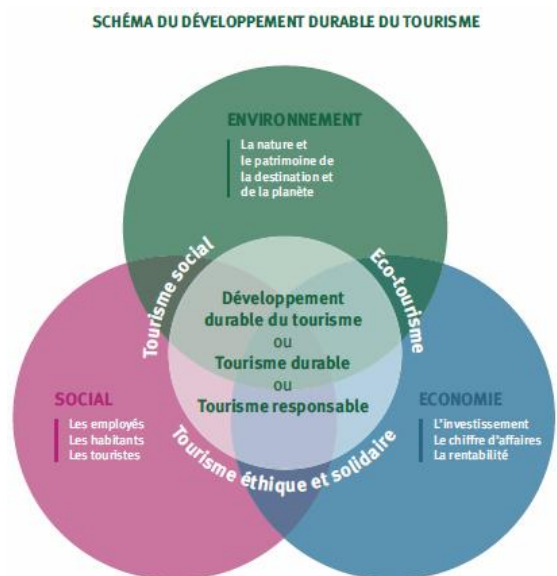 SCHÉMA DU DÉVELOPPEMENT DURABLE DU TOURISME
ENVIRONNEMENT
La nature et
le patrimoine de
la destination et
de la planète
Tourisme social
Eco-tourisme
Développement
durable du tourisme
ou
Tourisme durable
ou
Tourisme responsable
SOCIAL
Les employés
Les habitants
Les touristes
ECONOMIE
L'investissement
Le chiffre d'affaires
La rentabilité
Tourisme éthique et solidaire